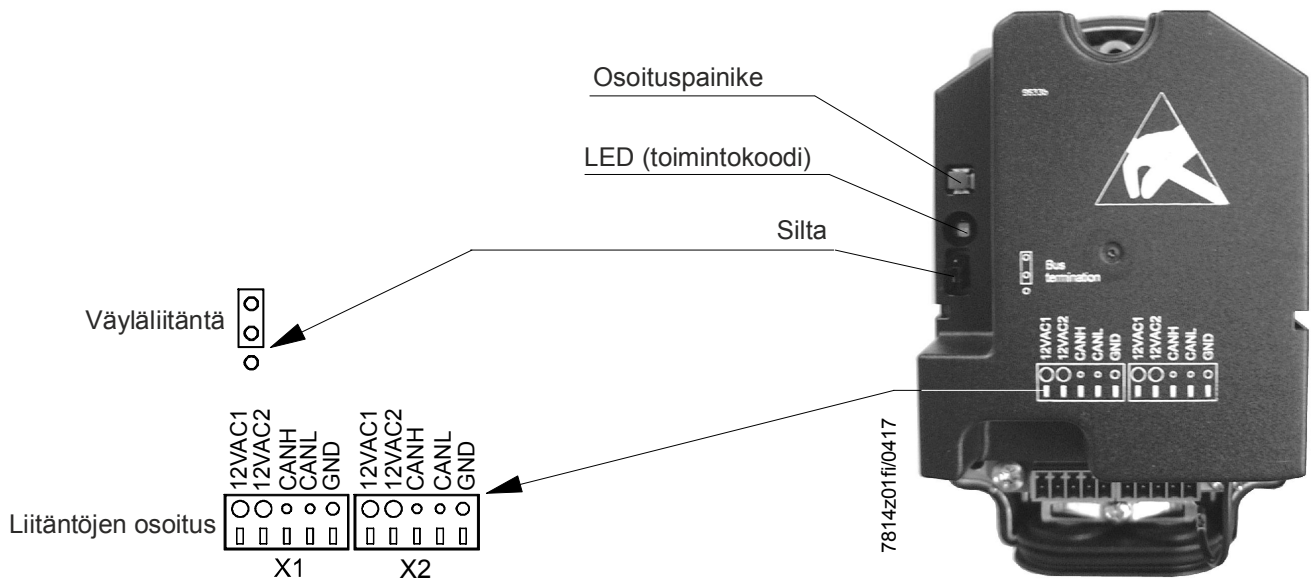 Osoituspainike
LED (toimintokoodi)
Silta
Väyläliitäntä
12VAC1
12VAC2
CANH
CANL
GND
12VAC1
12VAC2
CANH
CANL
GND
Liitäntöjen osoitus
X1
X2
Bus
termination
12VAC1
12VAC2
CANH
CANL
GND
12VAC1
12VAC2
CANH
CANL
GND
7814z01fi/0417